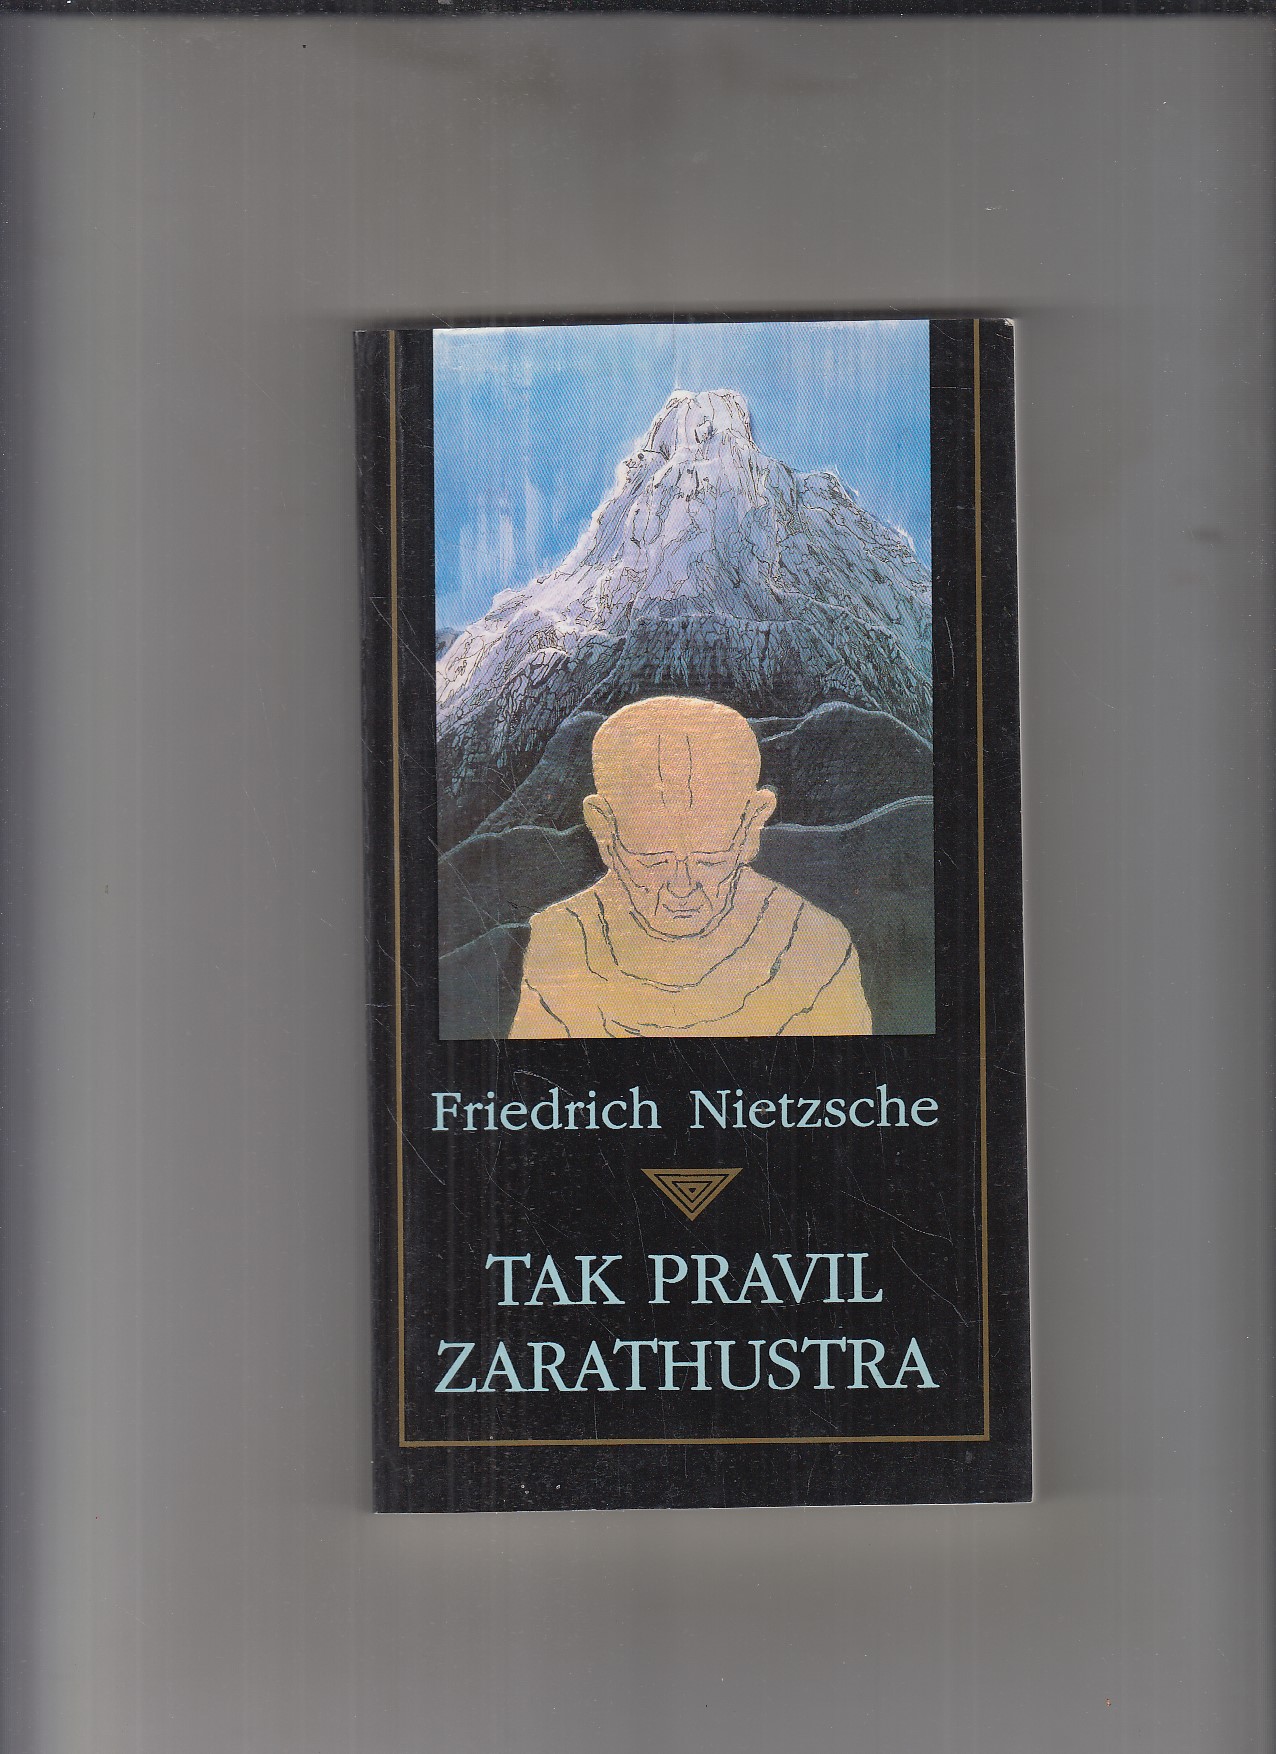 Friedrich Nietzsche
TAK PRAVIL
ZARATHUSTRA